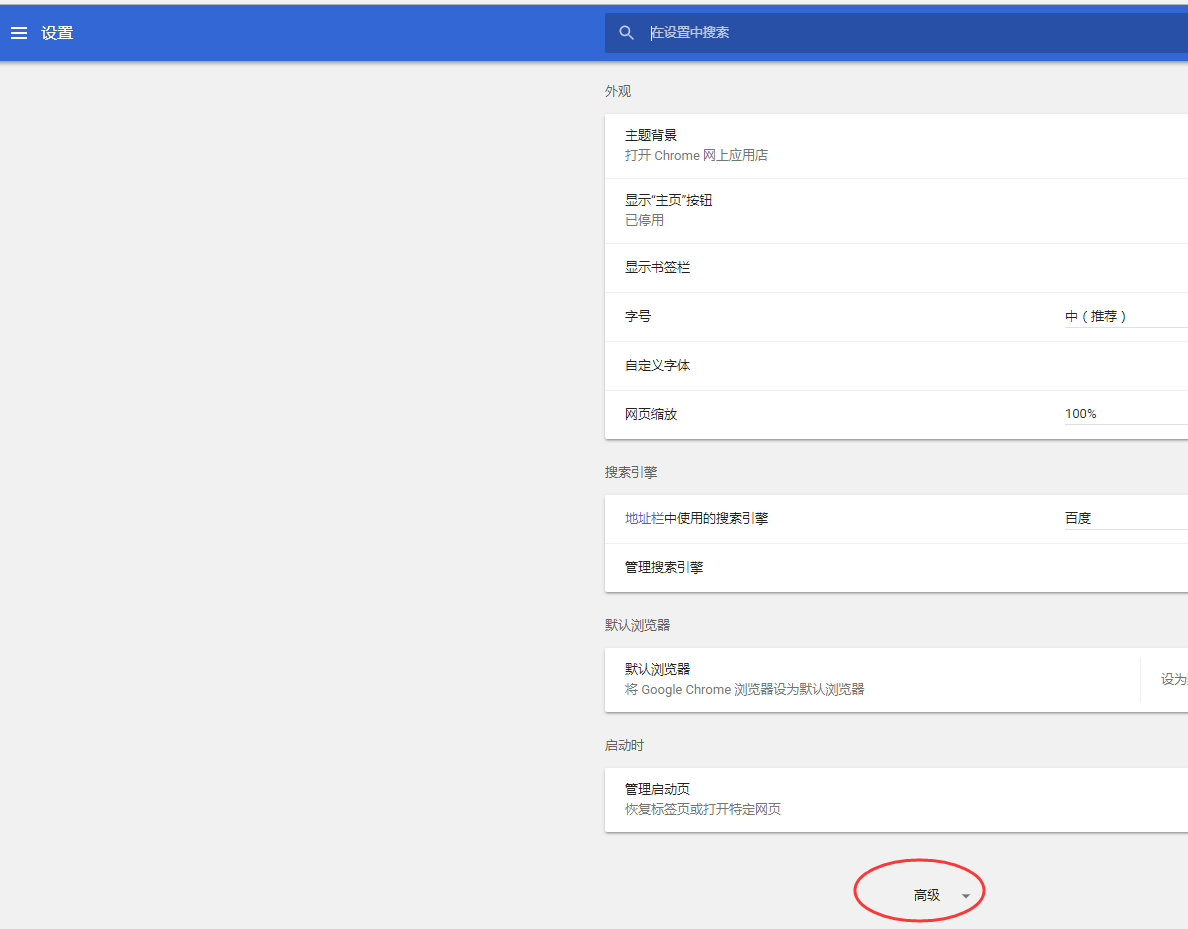 设置
在设置中搜索
外观
主题背景
打开 Chrome 网上应用店
显示“主页”按钮
已停用
显示书签栏
字号 中（推荐）
自定义字体
网页缩放 100%
搜索引擎
地址栏中使用的搜索引擎 百度
管理搜索引擎
默认浏览器
默认浏览器
将 Google Chrome 浏览器设为默认浏览器
设为
启动时
管理启动页
恢复标签页或打开特定网页
高级